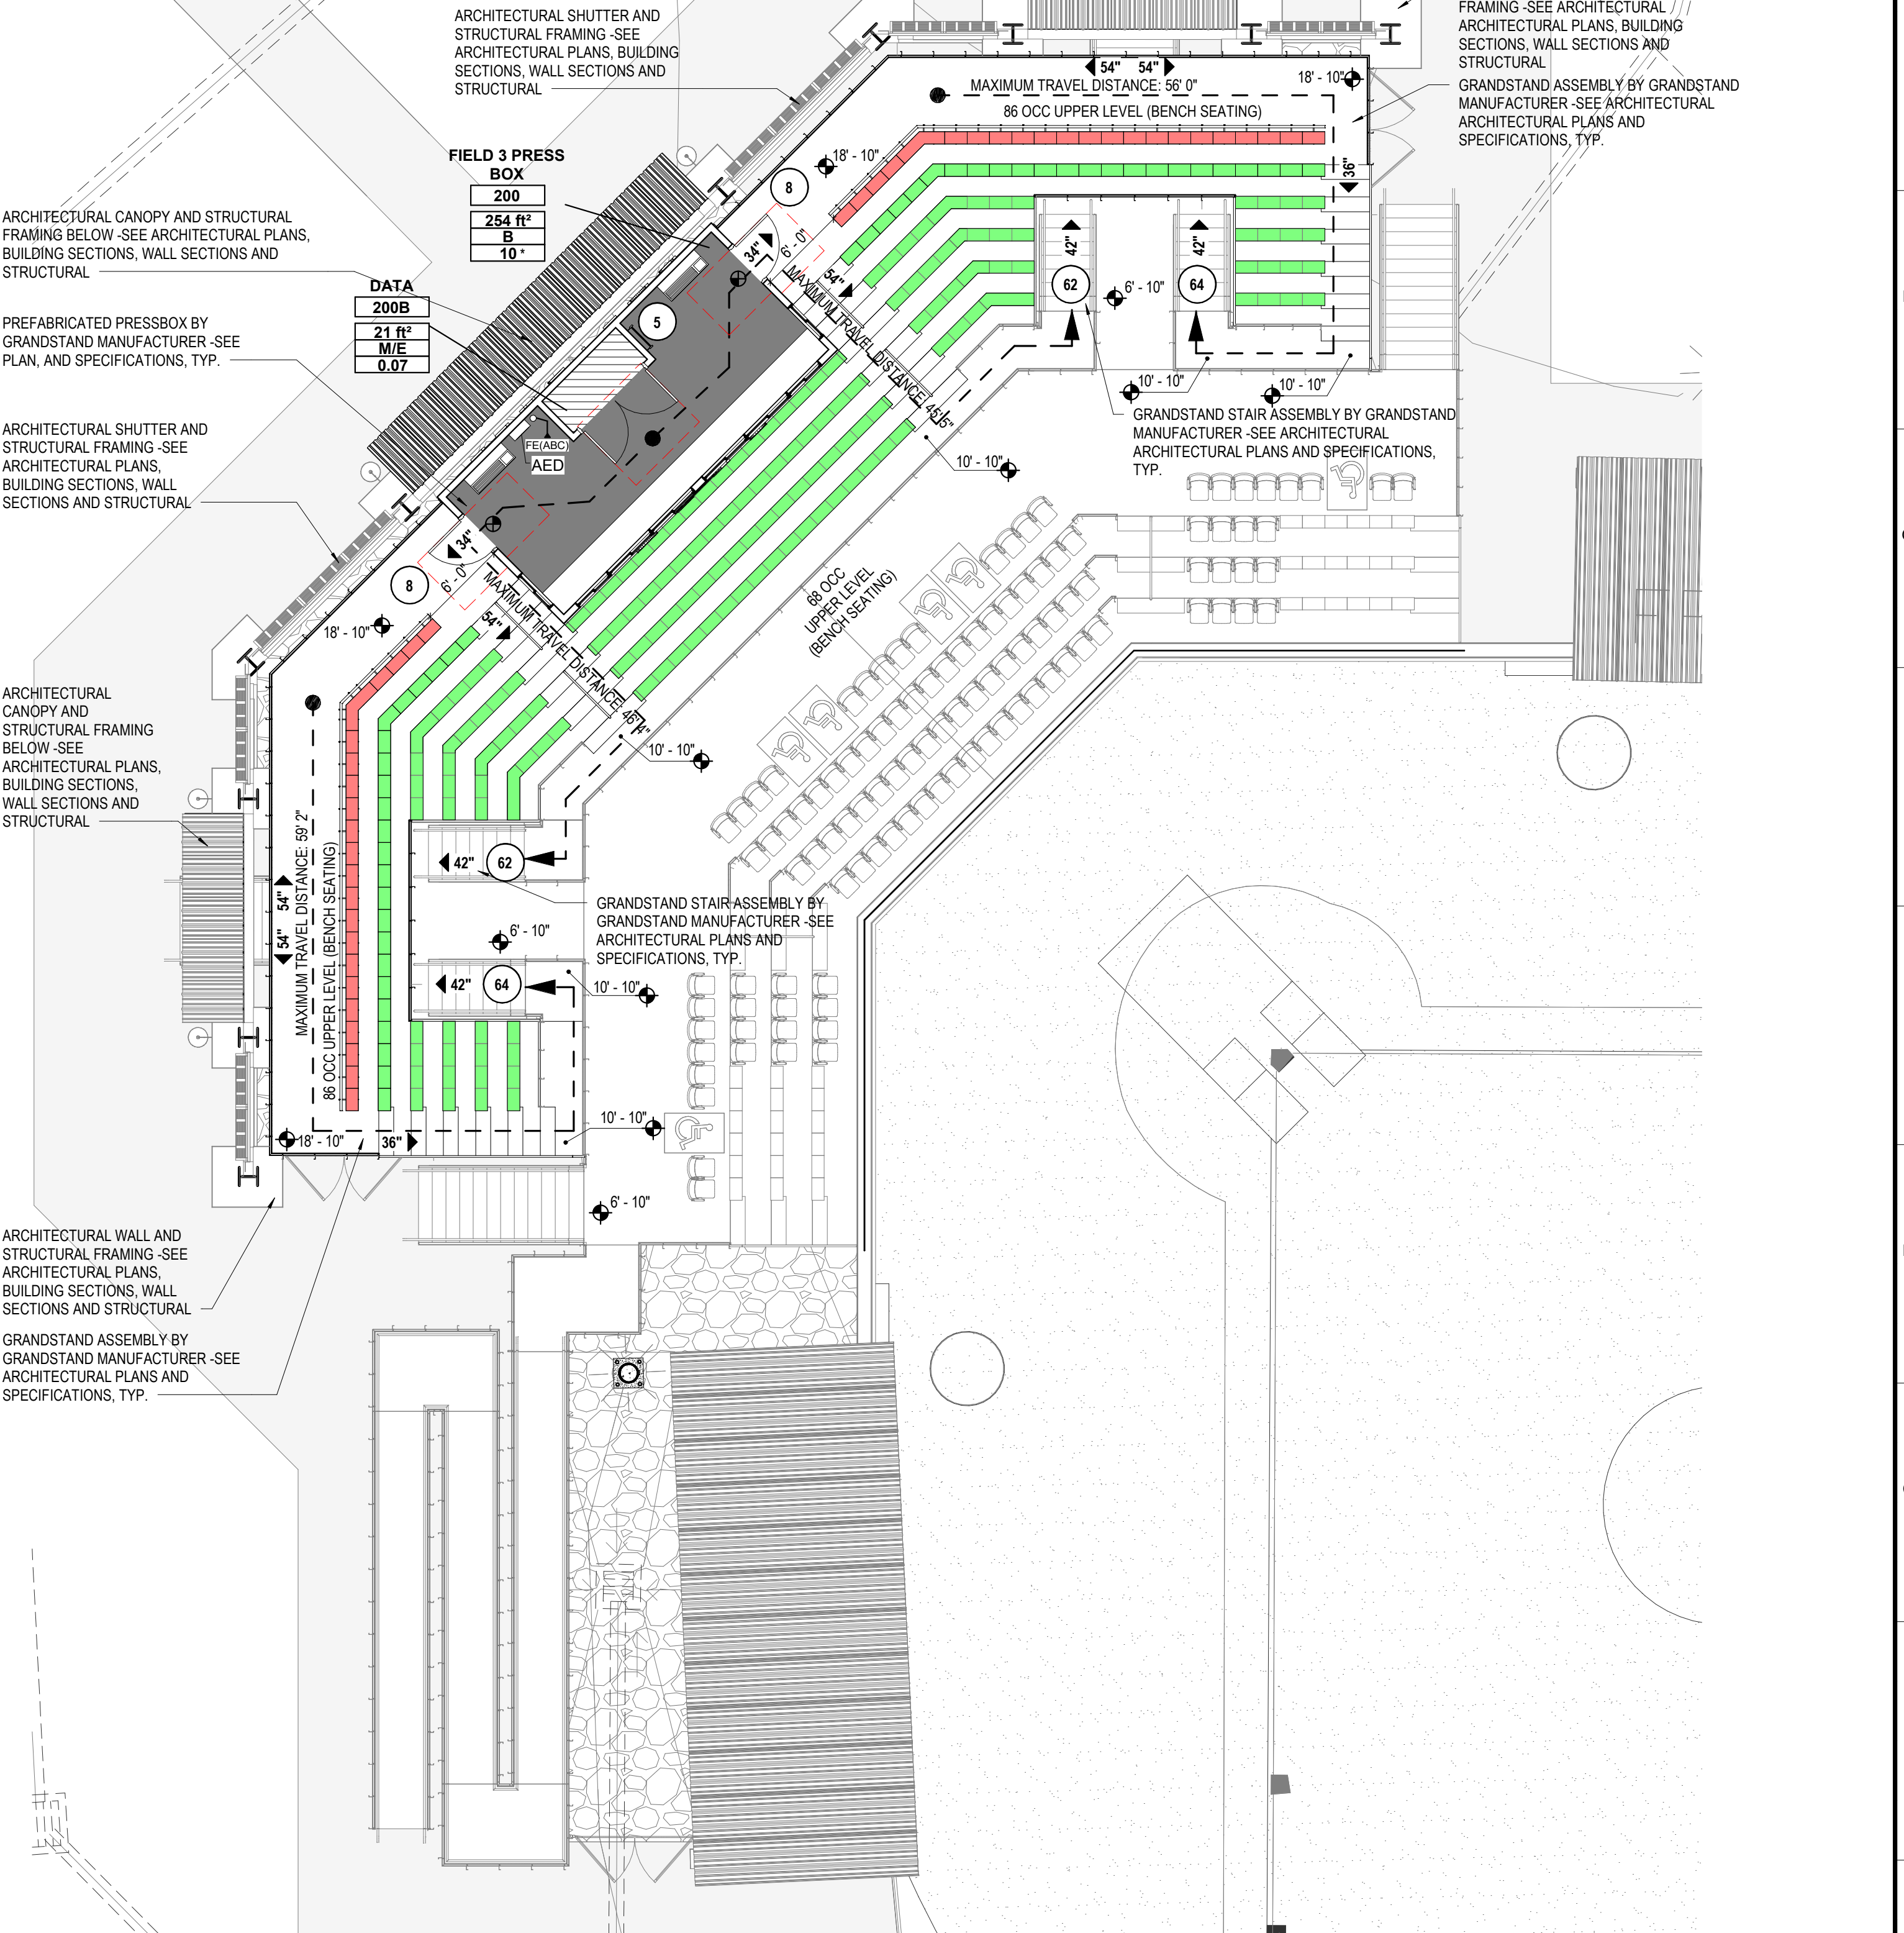 ARCHITECTURAL SHUTTER AND
STRUCTURAL FRAMING -SEE
ARCHITECTURAL PLANS, BUILDING
SECTIONS, WALL SECTIONS AND
STRUCTURAL
FRAMING -SEE ARCHITECTURAL
ARCHITECTURAL PLANS, BUILDING
SECTIONS, WALL SECTIONS AND
STRUCTURAL
GRANDSTAND ASSEMBLY BY GRANDSTAND
MANUFACTURER -SEE ARCHITECTURAL
ARCHITECTURAL PLANS AND
SPECIFICATIONS, TYP.
54" 54"
18' - 10"
MAXIMUM TRAVEL DISTANCE: 56' 0"
86 OCC UPPER LEVEL (BENCH SEATING)
36"
18' - 10"
8
FIELD 3 PRESS
BOX
200
254 ft²
B
10 *
ARCHITECTURAL CANOPY AND STRUCTURAL
FRAMING BELOW -SEE ARCHITECTURAL PLANS,
BUILDING SECTIONS, WALL SECTIONS AND
STRUCTURAL
DATA
200B
21 ft²
M/E
0.07
34"
6' - 0"
54"
MAXIMUM TRAVEL DISTANCE: 45' 5"
42"
42"
62
64
6' - 10"
5
PREFABRICATED PRESSBOX BY
GRANDSTAND MANUFACTURER -SEE
PLAN, AND SPECIFICATIONS, TYP.
10' - 10"
10' - 10"
GRANDSTAND STAIR ASSEMBLY BY GRANDSTAND
MANUFACTURER -SEE ARCHITECTURAL
ARCHITECTURAL PLANS AND SPECIFICATIONS,
TYP.
FE(ABC)
AED
10' - 10"
ARCHITECTURAL SHUTTER AND
STRUCTURAL FRAMING -SEE
ARCHITECTURAL PLANS,
BUILDING SECTIONS, WALL
SECTIONS AND STRUCTURAL
34"
6' - 0"
8
54"
MAXIMUM TRAVEL DISTANCE: 46' 4"
68 OCC
UPPER LEVEL
(BENCH SEATING)
18' - 10"
10' - 10"
ARCHITECTURAL
CANOPY AND
STRUCTURAL FRAMING
BELOW -SEE
ARCHITECTURAL PLANS,
BUILDING SECTIONS,
WALL SECTIONS AND
STRUCTURAL
54" 54"
MAXIMUM TRAVEL DISTANCE: 59' 2"
86 OCC UPPER LEVEL (BENCH SEATING)
42"
62
GRANDSTAND STAIR ASSEMBLY BY
GRANDSTAND MANUFACTURER -SEE
ARCHITECTURAL PLANS AND
SPECIFICATIONS, TYP.
6' - 10"
42"
64
10' - 10"
10' - 10"
18' - 10"
36"
6' - 10"
ARCHITECTURAL WALL AND
STRUCTURAL FRAMING -SEE
ARCHITECTURAL PLANS,
BUILDING SECTIONS, WALL
SECTIONS AND STRUCTURAL
GRANDSTAND ASSEMBLY BY
GRANDSTAND MANUFACTURER -SEE
ARCHITECTURAL PLANS AND
SPECIFICATIONS, TYP.